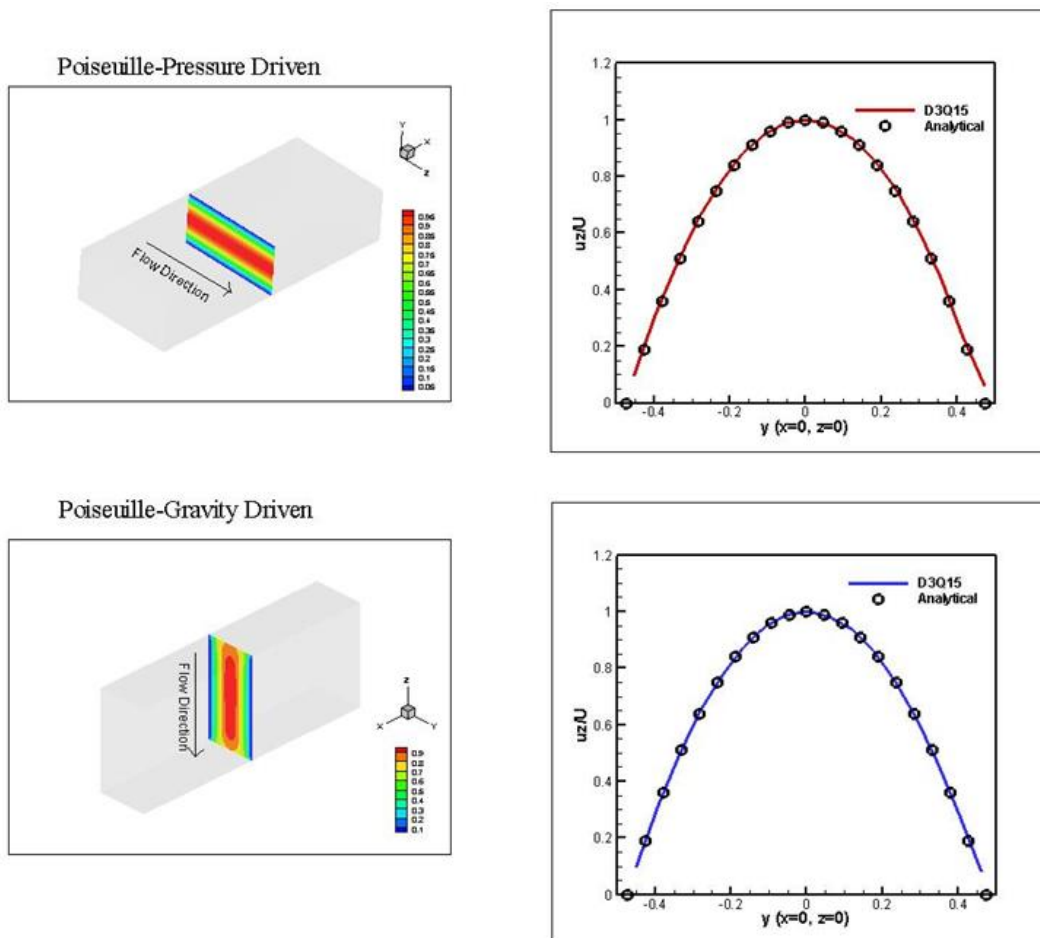 Poiseuille-Pressure Driven
Y
X
Z
Flow Direction
0.95
0.9
0.85
0.8
0.75
0.7
0.65
0.6
0.55
0.5
0.45
0.4
0.35
0.3
0.25
0.2
0.15
0.1
0.05
1.2
1
0.8
0.6
0.4
0.2
0
uz/U
D3Q15
Analytical
-0.4 -0.2 0 0.2 0.4
y (x=0, z=0)
Poiseuille-Gravity Driven
Flow Direction
Z
X Y
0.9
0.8
0.7
0.6
0.5
0.4
0.3
0.2
0.1
1.2
1
0.8
0.6
0.4
0.2
0
uz/U
D3Q15
Analytical
-0.4 -0.2 0 0.2 0.4
y (x=0, z=0)